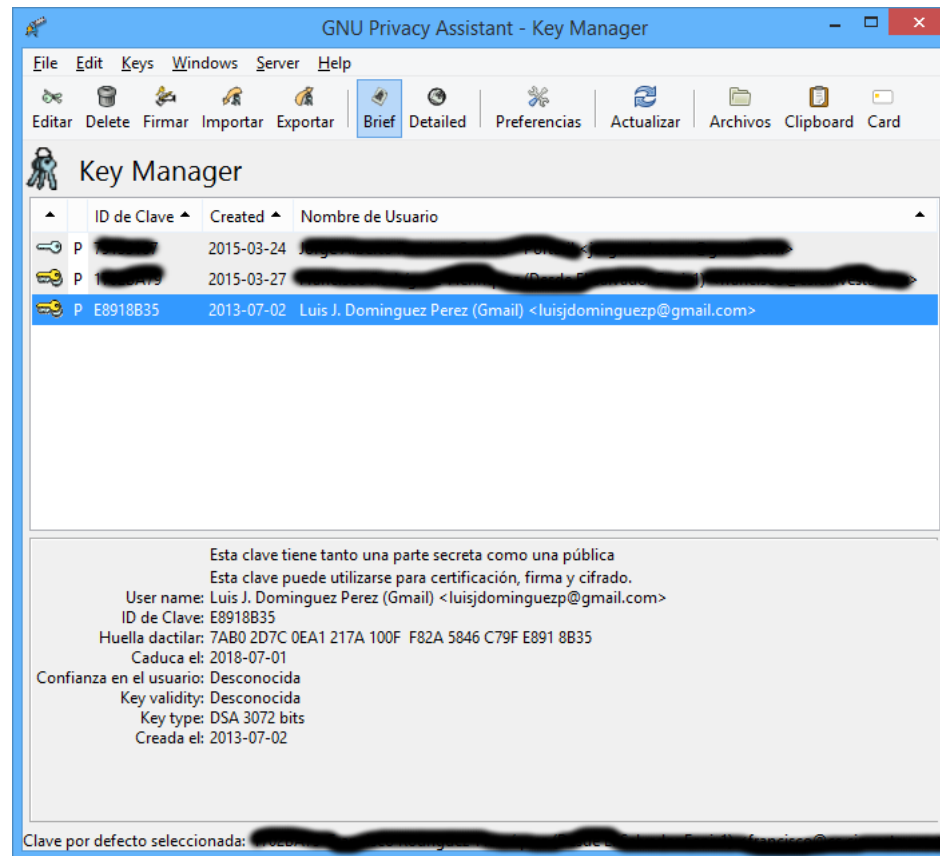 GNU Privacy Assistant - Key Manager
File Edit Keys Windows Server Help
Editar Delete Firmar Importar Exportar Brief Detailed Preferencias Actualizar Archivos Clipboard Card
Key Manager
ID de Clave Created Nombre de Usuario
P 2015-03-24
P 2015-03-27
P E8918B35 2013-07-02 Luis J. Dominguez Perez (Gmail) <luisjdominguezp@gmail.com>
Esta clave tiene tanto una parte secreta como una pública
Esta clave puede utilizarse para certificación, firma y cifrado.
User name: Luis J. Dominguez Perez (Gmail) <luisjdominguezp@gmail.com>
ID de Clave: E8918B35
Huella dactilar: 7AB0 2D7C 0EA1 217A 100F F82A 5846 C79F E891 8B35
Caduca el: 2018-07-01
Confianza en el usuario: Desconocida
Key validity: Desconocida
Key type: DSA 3072 bits
Creada el: 2013-07-02
Clave por defecto seleccionada: